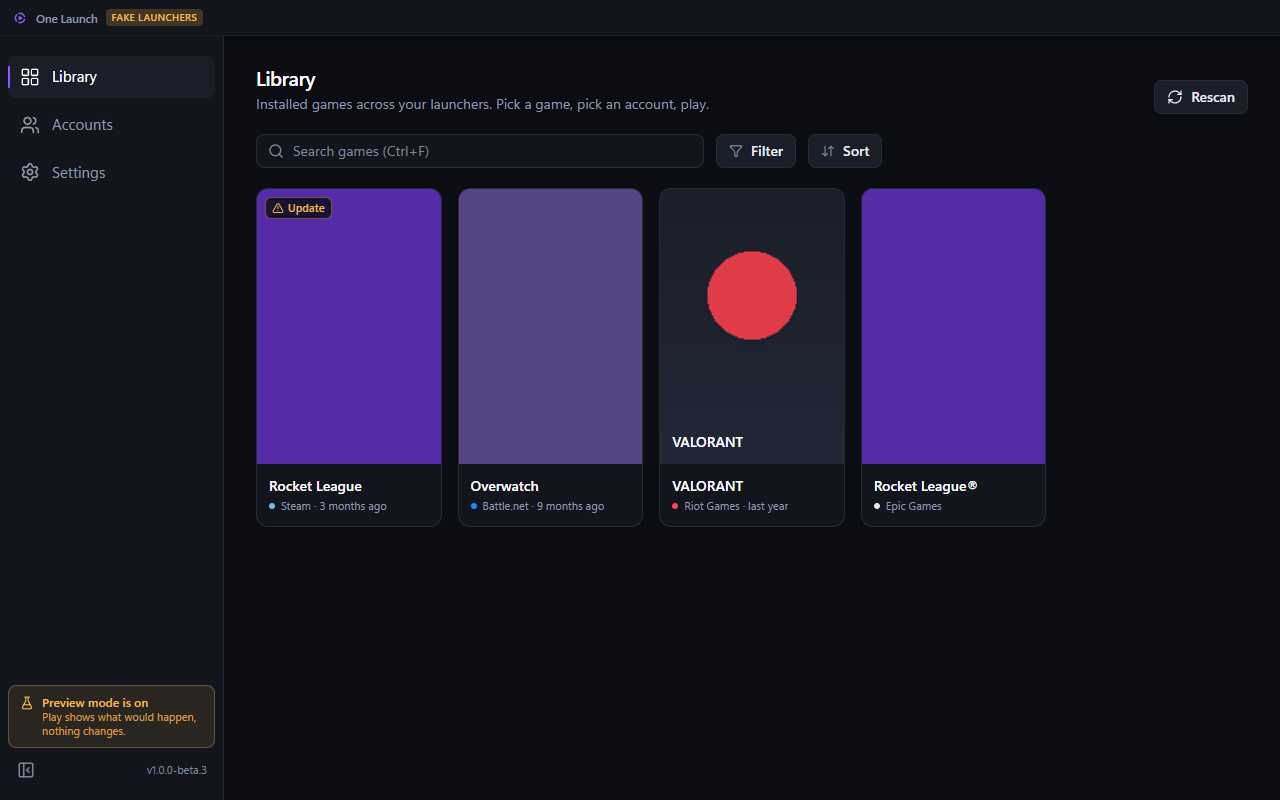 One Launch FAKE LAUNCHERS
Library
Accounts
Settings
Library
Installed games across your launchers. Pick a game, pick an account, play.
Rescan
Search games (Ctrl+F)
Filter
Sort
Update
VALORANT
Rocket League
Steam · 3 months ago
Overwatch
Battle.net · 9 months ago
VALORANT
Riot Games · last year
Rocket League®
Epic Games
Preview mode is on
Play shows what would happen,
nothing changes.
v1.0.0-beta.3